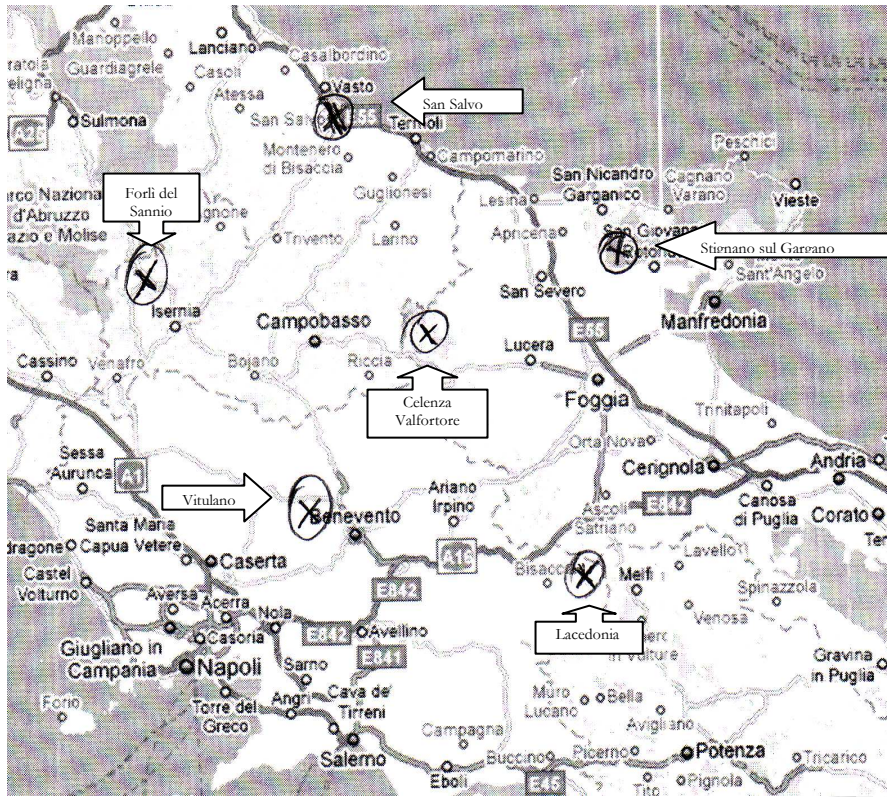 Manoppello
Lanciano
Casalbordino
Guardiagrele
Casoli
Vasto
Atessa
San Salvo
Sulmona
San Salvo
E55
Termoli
A25
Montenero
di Bisaccia
Campomarino
Peschici
Guglionesi
San Nicandro
Garganico
Cagnano
Varano
Forlì del
Sannio
d'Abruzzo
Lazio e Molise
Lesina
Vieste
Trivento
Larino
Apricena
Stignano sul Gargano
Sant'Angelo
San Severo
Isernia
Campobasso
Manfredonia
E55
Cassino
Venafro
Bojano
Riccia
Lucera
Celenza
Valfortore
Foggia
Trinitapoli
Sessa
Aurunca
A1
Orta Nova
Cerignola
Andria
Vitulano
Ariano
Irpino
E842
Ascoli
Satriano
Canosa
di Puglia
Corato
Santa Maria
Capua Vetere
Benevento
dragone
Caserta
A16
Lavello
Castel
Volturno
Bisaccia
Melfi
Spinazzola
Aversa
Acerra
Nola
E842
Venosa
Casoria
E842
Avellino
Lacedonia
Giugliano in
Campania
Napoli
E841
in Vulture
Gravina
in Puglia
Sarno
Forio
Torre del
Greco
Angri
Cava de'
Tirreni
Muro
Lucano
Bella
Avigliano
Campagna
Salerno
Buccino
Picerno
Potenza
Tricarico
Eboli
E45
Tito
Pignola